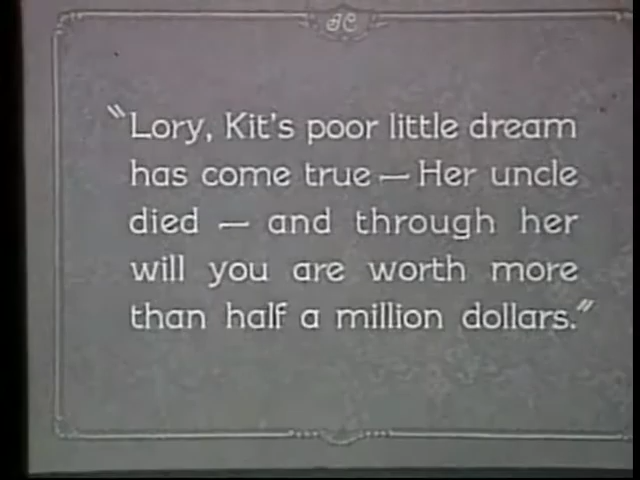 JC
"Lory, Kit's poor little dream
has come true — Her uncle
died — and through her
will you are worth more
than half a million dollars."